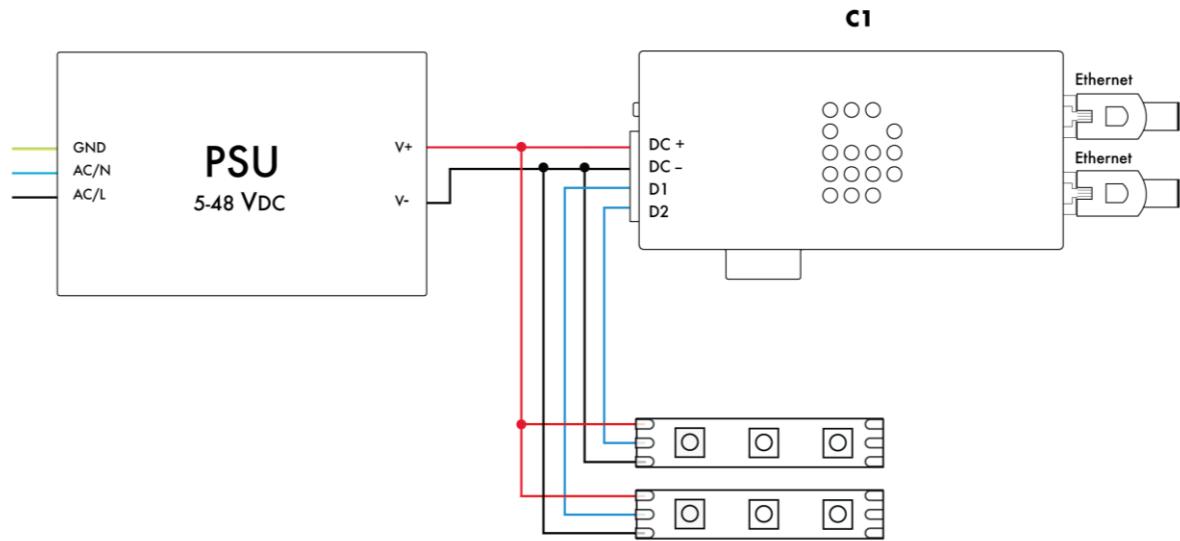 C1
Ethernet
GND
AC/N
AC/L
PSU
5-48 VDC
V+
V-
DC +
DC –
D1
D2
Ethernet